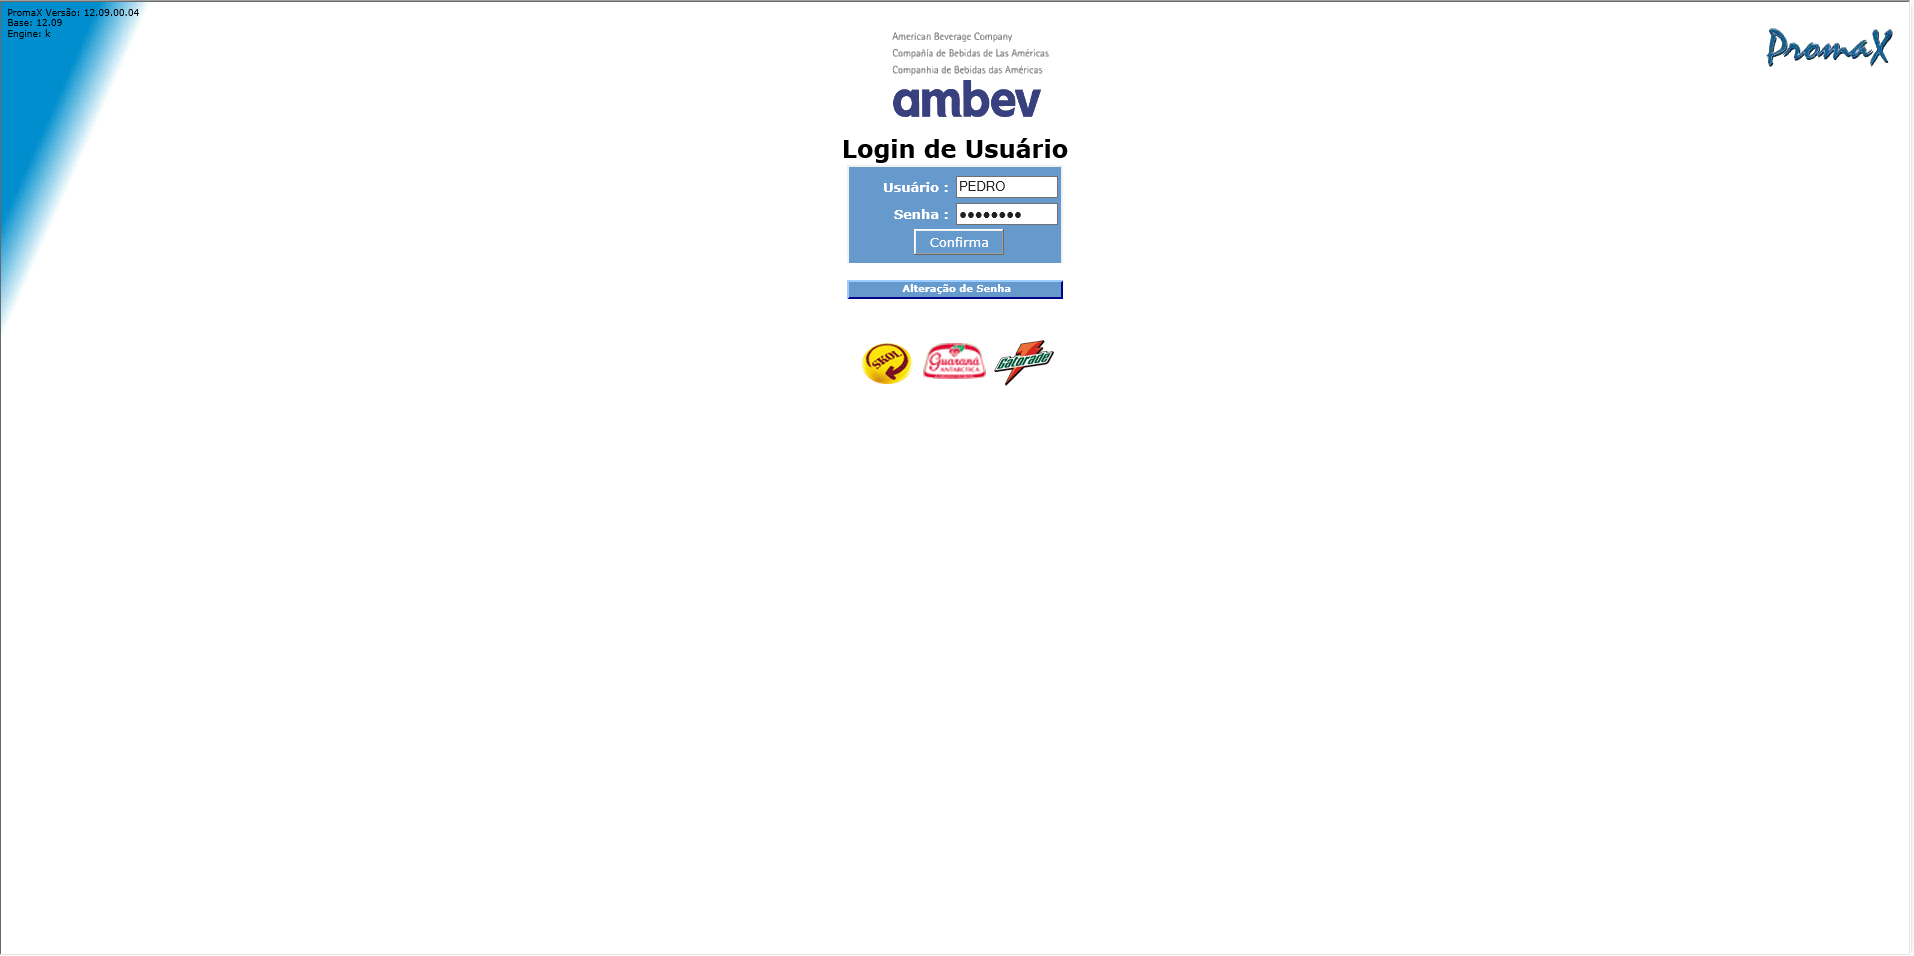 PromaX Versão: 12.09.00.04
Base: 12.09
Engine: k
American Beverage Company
Compañía de Bebidas de Las Américas
Companhia de Bebidas das Américas
ambev
PromaX
Login de Usuário
Usuário : PEDRO
Senha : ●●●●●●●●
Confirma
Alteração de Senha
SKOL
Guaraná
ANTARCTICA
Gatorade